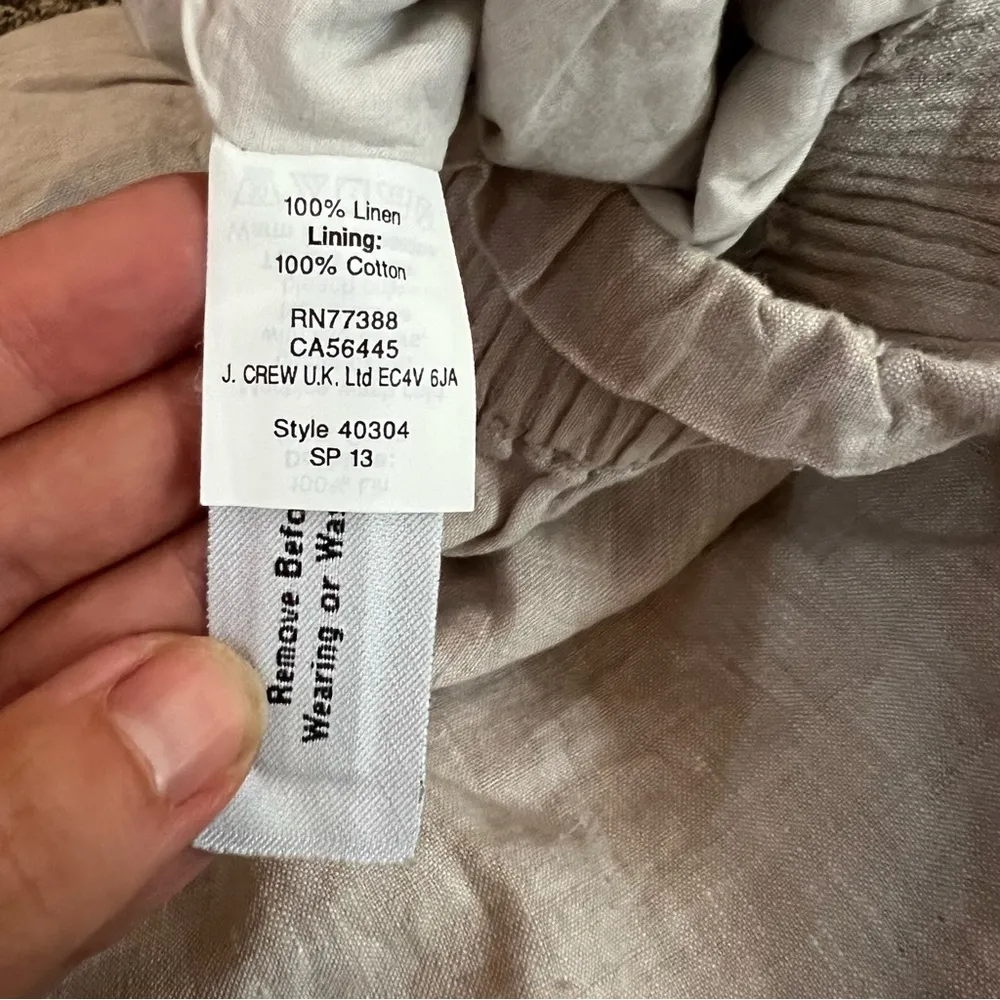 100% Linen
Lining:
100% Cotton
RN77388
CA56445
J. CREW U.K. Ltd EC4V 6JA
Style 40304
SP 13
Remove Befo
Wearing or Wa